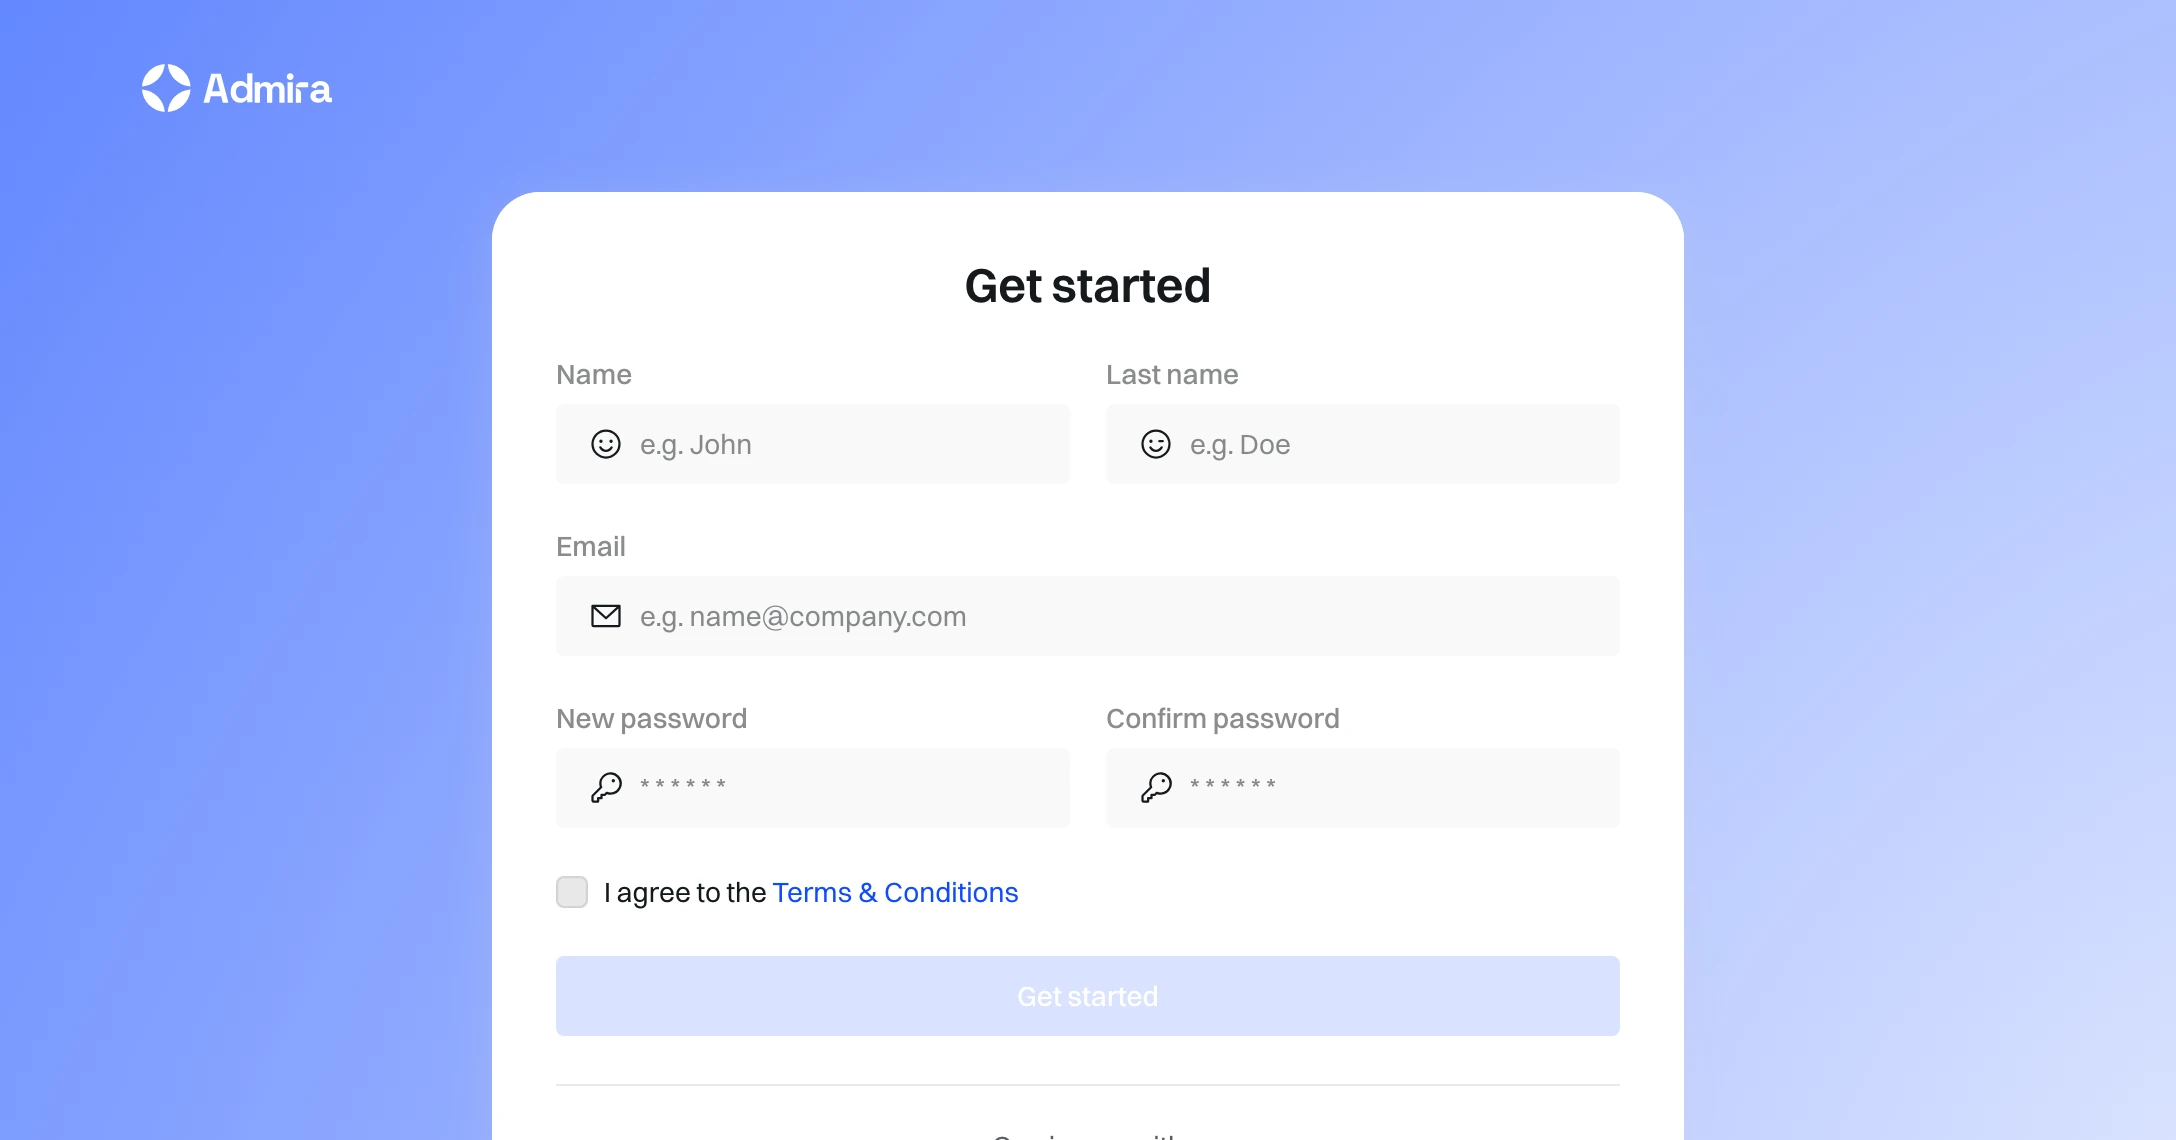 Admira
Get started
Name
Last name
e.g. John
e.g. Doe
Email
e.g. name@company.com
New password
Confirm password
* * * * * *
* * * * * *
I agree to the Terms & Conditions
Get started